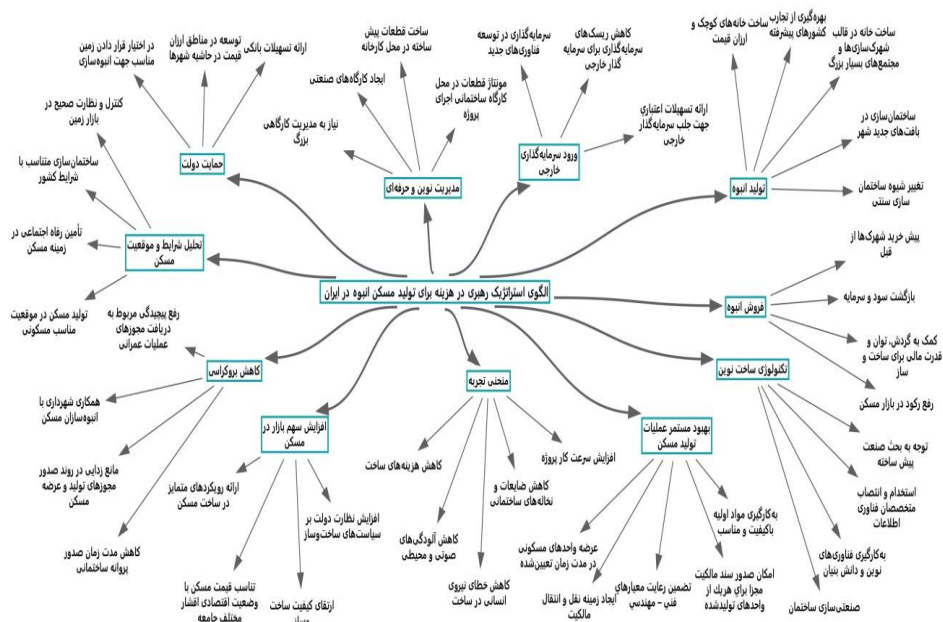 ساخت خانه در قالب
شهرک‌سازی‌ها و
مجتمع‌های بسیار بزرگ
بهره‌گیری از تجارب
کشورهای پیشرفته
ساخت خانه‌های کوچک و
ارزان قیمت
ساختمان‌سازی در
بافت‌های جدید شهر
تغییر شیوه ساختمان
سازی سنتی
تولید انبوه
کاهش ریسک‌های
سرمایه‌گذاری برای سرمایه
گذار خارجی
سرمایه‌گذاری در توسعه
فناوری‌های جدید
ارائه تسهیلات اعتباری
جهت جلب سرمایه‌گذار
خارجی
ورود سرمایه‌گذاری
خارجی
ساخت قطعات پیش
ساخته در محل کارخانه
ایجاد کارگاه‌های صنعتی
مونتاژ قطعات در محل
کارگاه ساختمانی اجرای
پروژه
نیاز به مدیریت کارگاهی
بزرگ
مدیریت نوین و حرفه‌ای
ارائه تسهیلات بانکی
توسعه در مناطق ارزان
قیمت در حاشیه شهرها
در اختیار قرار دادن زمین
مناسب جهت انبوه‌سازی
حمایت دولت
کنترل و نظارت صحیح در
بازار زمین
ساختمان‌سازی متناسب با
شرایط کشور
تأمین رفاه اجتماعی در
زمینه مسکن
تولید مسکن در موقعیت
مناسب مسکونی
تحلیل شرایط و موقعیت
مسکن
الگوی استراتژیک رهبری در هزینه برای تولید مسکن انبوه در ایران
پیش خرید شهرک‌ها از
قبل
بازگشت سود و سرمایه
کمک به گردش، توان و
قدرت مالی برای ساخت و
ساز
رفع رکود در بازار مسکن
فروش انبوه
تکنولوژی ساخت نوین
توجه به بحث صنعت
پیش ساخته
استخدام و انتصاب
متخصصان فناوری
اطلاعات
به‌کارگیری فناوری‌های
نوین و دانش بنیان
صنعتی‌سازی ساختمان
بهبود مستمر عملیات
تولید مسکن
افزایش سرعت کار پروژه
به‌کارگیری مواد اولیه
باکیفیت و مناسب
امکان صدور سند مالکیت
مجزا برای هریك از
واحدهای تولیدشده
تضمین رعایت معیارهای
فني – مهندسي
ایجاد زمینه نقل و انتقال
مالکیت
عرضه واحدهای مسکونی
در مدت زمان تعیین‌شده
منحنی تجربه
کاهش هزینه‌های ساخت
کاهش ضایعات و
نخاله‌های ساختمانی
کاهش آلودگی‌های
صوتی و محیطی
کاهش خطای نیروی
انسانی در ساخت
افزایش سهم بازار در
مسکن
ارائه رویکردهای متمایز
در ساخت مسکن
افزایش نظارت دولت بر
سیاست‌های ساخت‌وساز
تناسب قیمت مسکن با
وضعیت اقتصادی اقشار
مختلف جامعه
ارتقای کیفیت ساخت
کاهش بروکراسی
رفع پیچیدگی مربوط به
دریافت مجوزهای
عملیات عمرانی
همکاری شهرداری با
انبوه‌سازان مسکن
مانع زدایی در روند صدور
مجوزهای تولید و عرضه
مسکن
کاهش مدت زمان صدور
پروانه ساختمانی